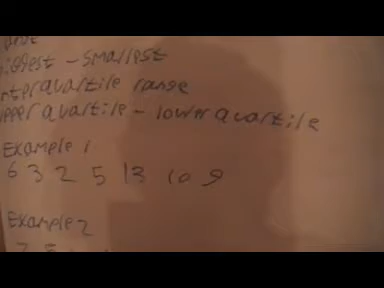 biggest - smallest
interquartile range
upper quartile - lower quartile
Example 1
6 3 2 5 13 10 9
Example 2